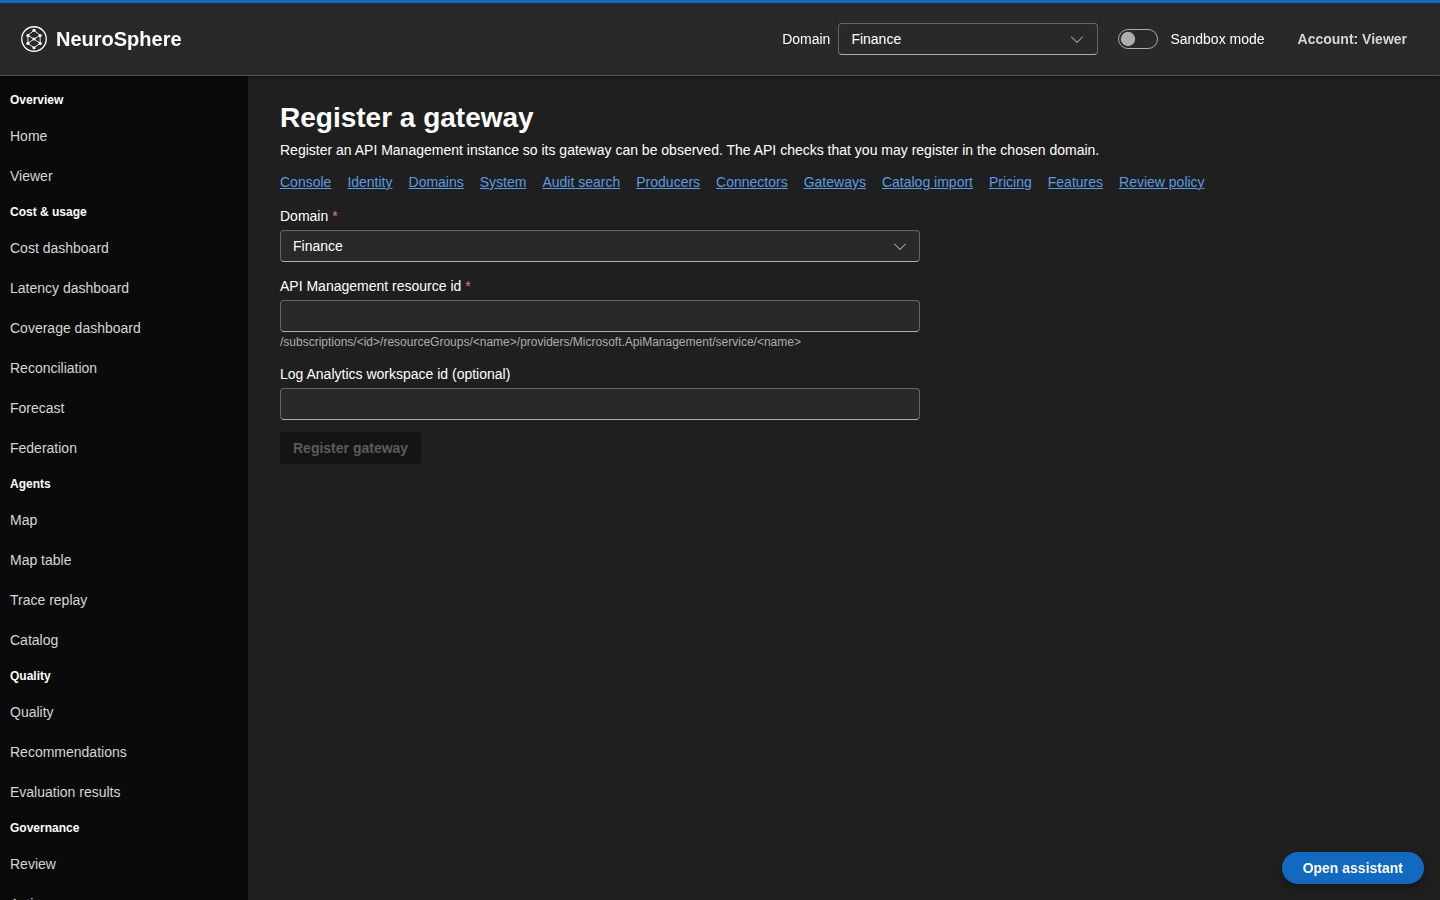 NeuroSphere
Domain Finance Sandbox mode Account: Viewer
Overview
Home
Viewer
Cost & usage
Cost dashboard
Latency dashboard
Coverage dashboard
Reconciliation
Forecast
Federation
Agents
Map
Map table
Trace replay
Catalog
Quality
Quality
Recommendations
Evaluation results
Governance
Review
Register a gateway
Register an API Management instance so its gateway can be observed. The API checks that you may register in the chosen domain.
Console Identity Domains System Audit search Producers Connectors Gateways Catalog import Pricing Features Review policy
Domain *
Finance
API Management resource id *
/subscriptions/<id>/resourceGroups/<name>/providers/Microsoft.ApiManagement/service/<name>
Log Analytics workspace id (optional)
Register gateway
Open assistant